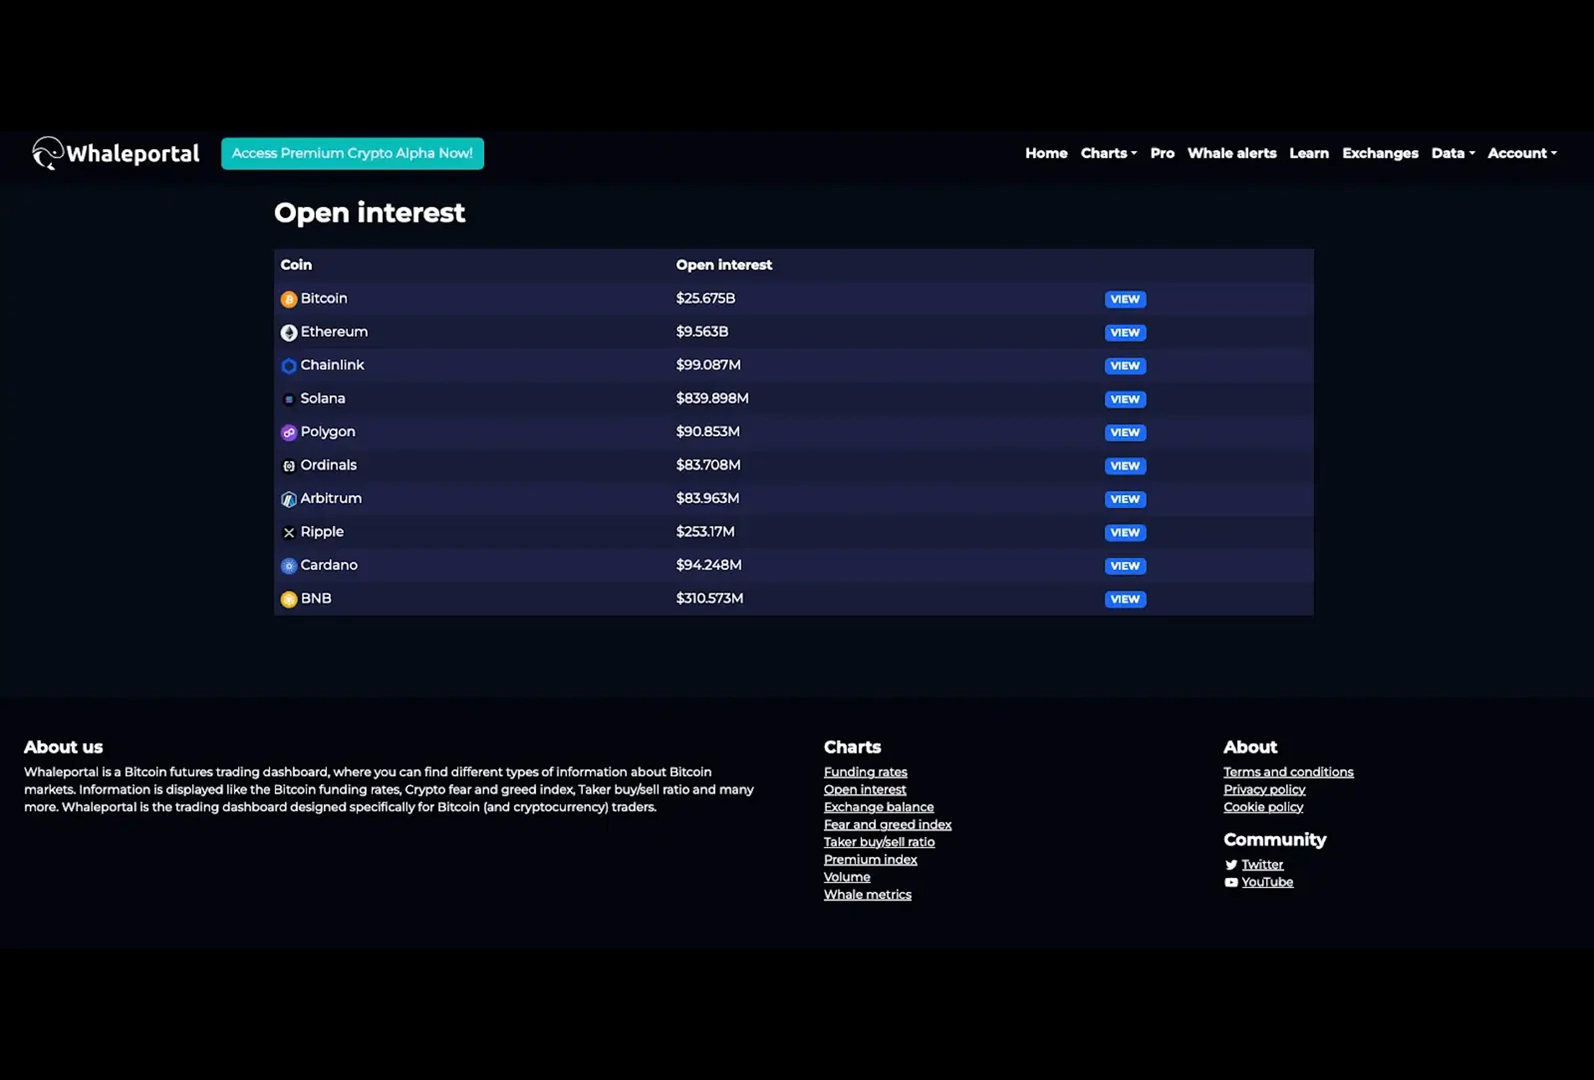 Whaleportal
Access Premium Crypto Alpha Now!
Home Charts Pro Whale alerts Learn Exchanges Data Account
Open interest
Coin Open interest
Bitcoin $25.675B VIEW
Ethereum $9.563B VIEW
Chainlink $99.087M VIEW
Solana $839.898M VIEW
Polygon $90.853M VIEW
Ordinals $83.708M VIEW
Arbitrum $83.963M VIEW
Ripple $253.17M VIEW
Cardano $94.248M VIEW
BNB $310.573M VIEW
About us
Whaleportal is a Bitcoin futures trading dashboard, where you can find different types of information about Bitcoin
markets. Information is displayed like the Bitcoin funding rates, Crypto fear and greed index, Taker buy/sell ratio and many
more. Whaleportal is the trading dashboard designed specifically for Bitcoin (and cryptocurrency) traders.
Charts
Funding rates
Open interest
Exchange balance
Fear and greed index
Taker buy/sell ratio
Premium index
Volume
Whale metrics
About
Terms and conditions
Privacy policy
Cookie policy
Community
Twitter
YouTube